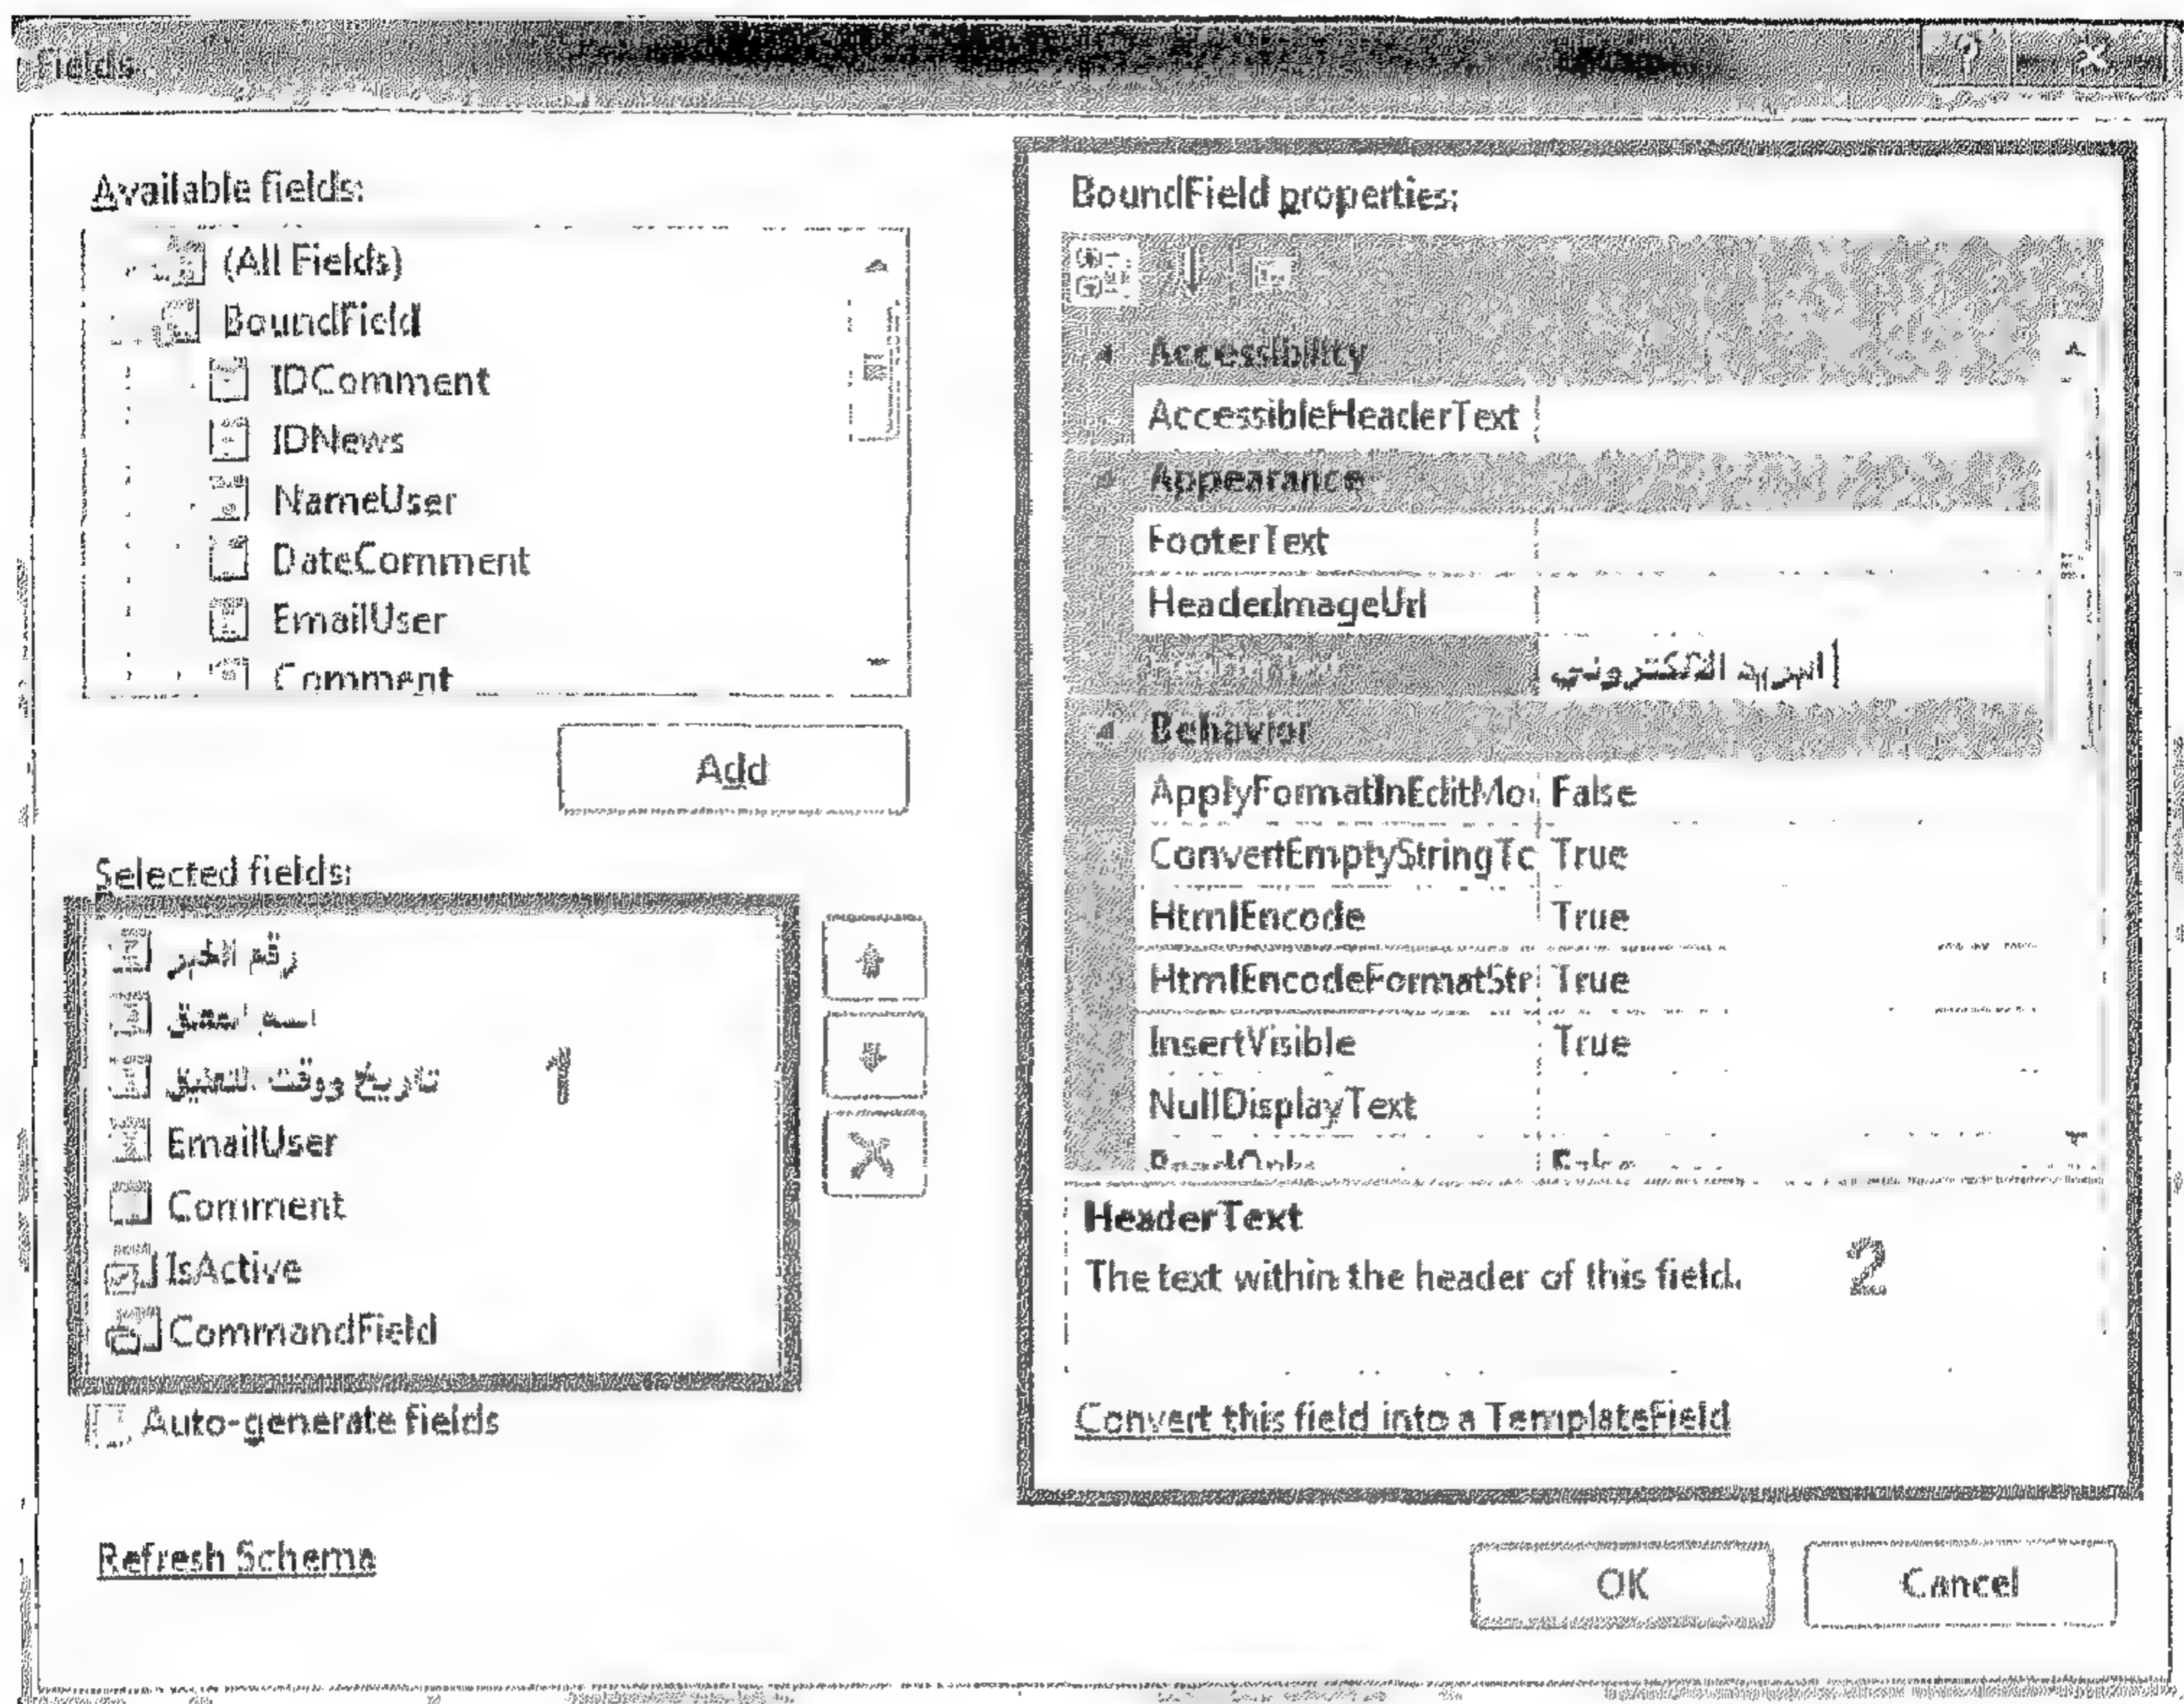 Fields
Available fields:
(All Fields)
BoundField
IDComment
IDNews
NameUser
DateComment
EmailUser
Comment
Add
Selected fields:
رقم الخبر
اسم المعلق
تاريخ ووقت التعليق
EmailUser
Comment
IsActive
CommandField
1
Auto-generate fields
Refresh Schema
BoundField properties:
Accessibility
AccessibleHeaderText
Appearance
FooterText
HeaderImageUrl
البريد الالكتروني
Behavior
ApplyFormatInEditMo False
ConvertEmptyStringTo True
HtmlEncode True
HtmlEncodeFormatStr True
InsertVisible True
NullDisplayText
ReadOnly False
HeaderText
The text within the header of this field.
2
Convert this field into a TemplateField
OK Cancel